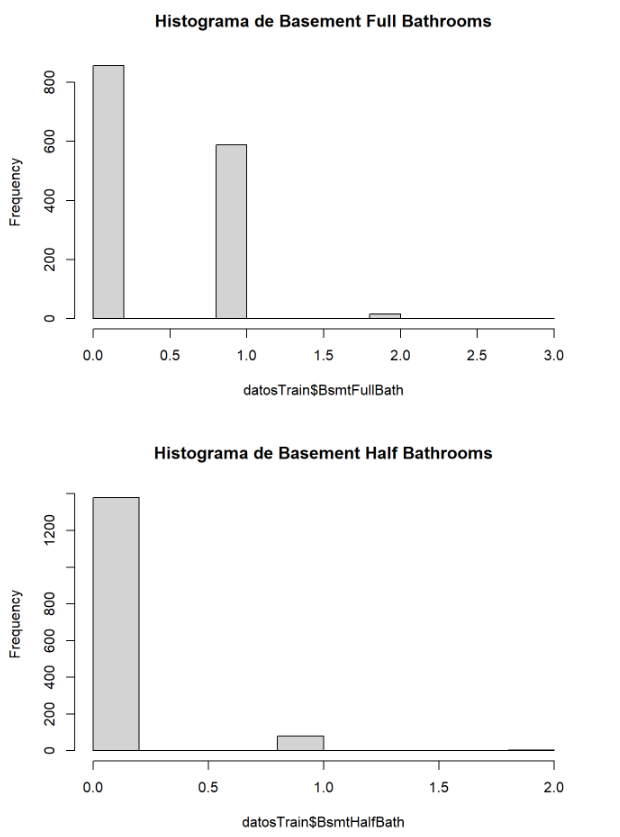 Histograma de Basement Full Bathrooms
Frequency
800
600
400
200
0
0.0 0.5 1.0 1.5 2.0 2.5 3.0
datosTrain$BsmtFullBath
Histograma de Basement Half Bathrooms
Frequency
1200
800
600
400
200
0
0.0 0.5 1.0 1.5 2.0
datosTrain$BsmtHalfBath